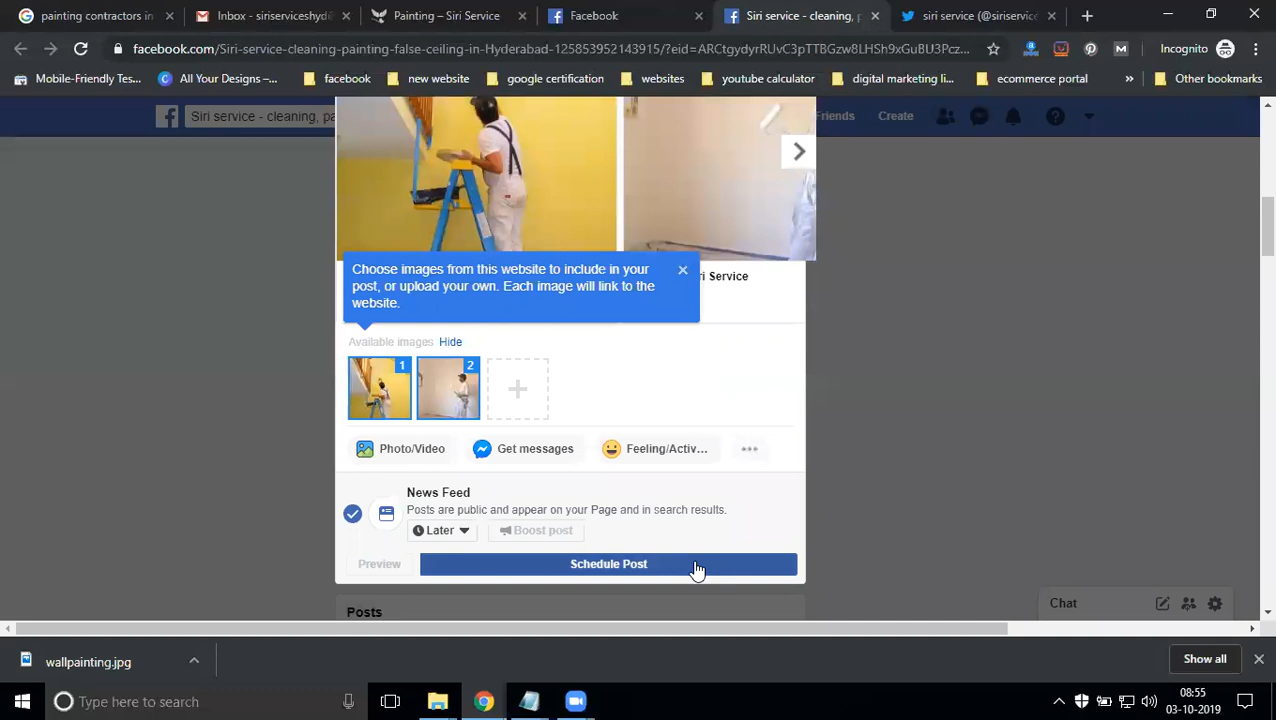 painting contractors in
Inbox - siriserviceshyd
Painting – Siri Service
Facebook
Siri service - cleaning, p
siri service (@siriservice
facebook.com/Siri-service-cleaning-painting-false-ceiling-in-Hyderabad-125853952143915/?eid=ARCtgydyrRUvC3pTTBGzw8LHSh9xGuBU3Pcz...
Incognito
Mobile-Friendly Tes...
All Your Designs –...
facebook
new website
google certification
websites
youtube calculator
digital marketing li...
ecommerce portal
»
Other bookmarks
Siri service - cleaning, pa
Friends
Create
Choose images from this website to include in your
post, or upload your own. Each image will link to the
website.
ri Service
Available images Hide
1
2
Photo/Video
Get messages
Feeling/Activ...
News Feed
Posts are public and appear on your Page and in search results.
Later
Boost post
Preview
Schedule Post
Posts
Chat
wallpainting.jpg
Show all
Type here to search
08:55
03-10-2019